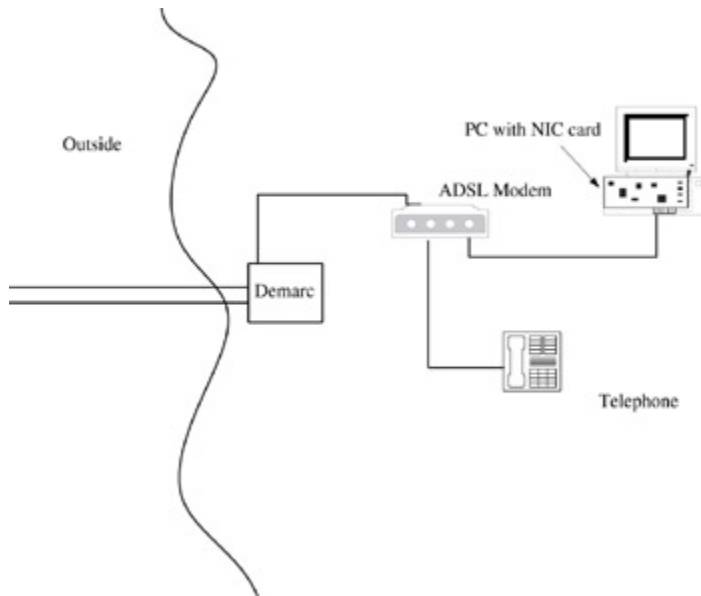 Outside
PC with NIC card
ADSL Modem
Demarc
Telephone